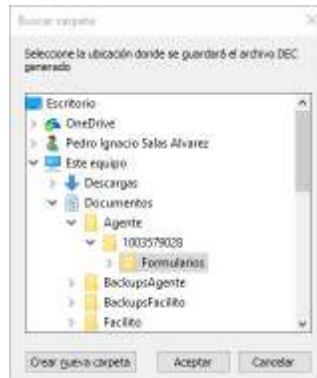 Buscar carpeta
Seleccione la ubicación donde se guardará el archivo DEC
generado
Escritorio
OneDrive
Pedro Ignacio Salas Alvarez
Este equipo
Descargas
Documentos
Agente
1003579028
Formularios
BackupsAgente
BackupsFacilito
Facilito
Crear nueva carpeta
Aceptar
Cancelar